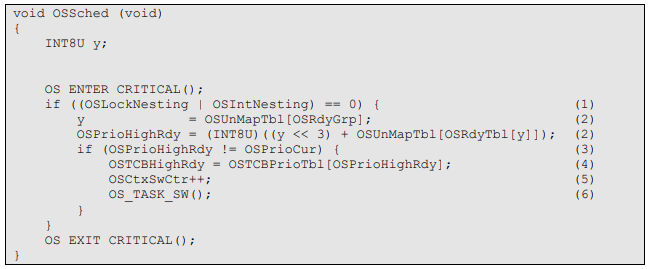 void OSSched (void)
{
    INT8U y;
    OS ENTER CRITICAL();
    if ((OSLockNesting | OSIntNesting) == 0) { (1)
        y = OSUnMapTbl[OSRdyGrp]; (2)
        OSPrioHighRdy = (INT8U)((y << 3) + OSUnMapTbl[OSRdyTbl[y]]); (2)
        if (OSPrioHighRdy != OSPrioCur) { (3)
            OSTCBHighRdy = OSTCBPrioTbl[OSPrioHighRdy]; (4)
            OSCtxSwCtr++; (5)
            OS_TASK_SW(); (6)
        }
    }
    OS EXIT CRITICAL();
}